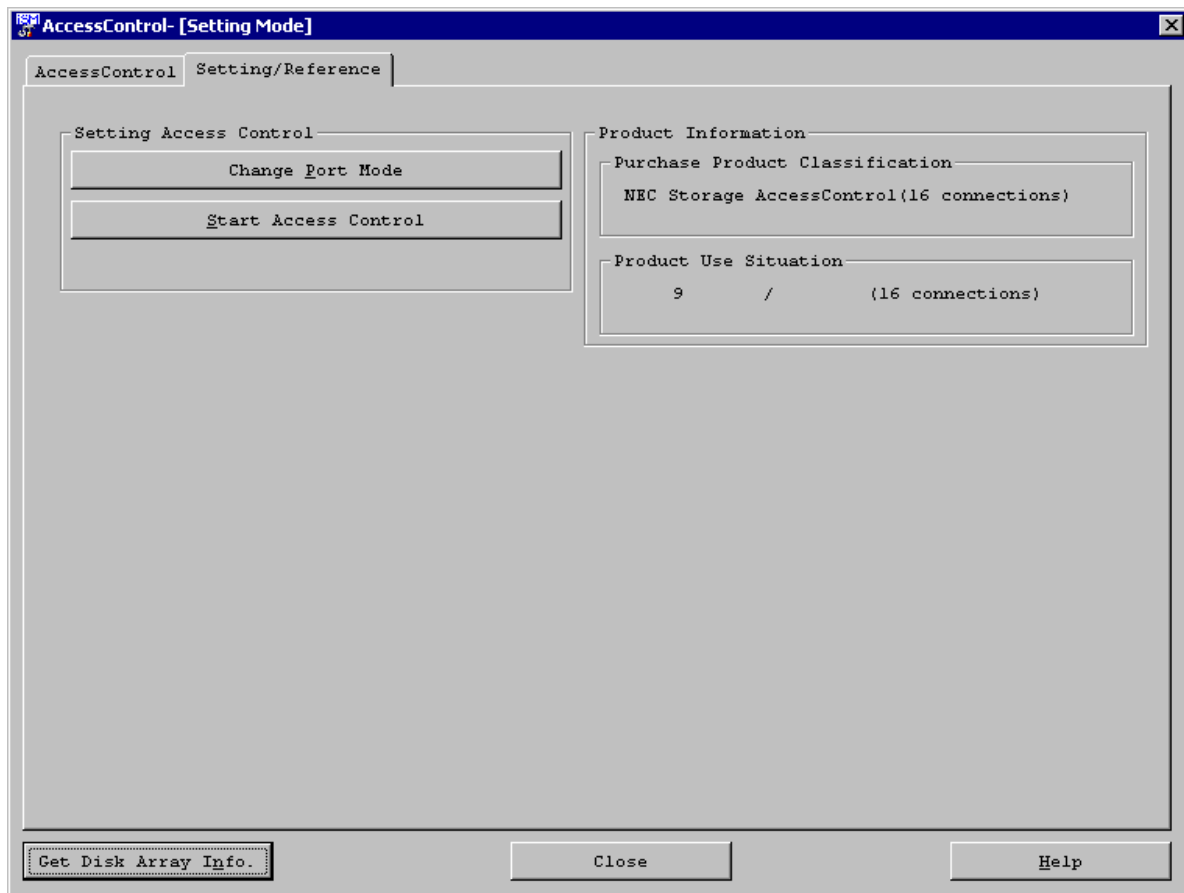 AccessControl- [Setting Mode]
AccessControl
Setting/Reference
Setting Access Control
Change Port Mode
Start Access Control
Product Information
Purchase Product Classification
NEC Storage AccessControl(16 connections)
Product Use Situation
9 / (16 connections)
Get Disk Array Info.
Close
Help